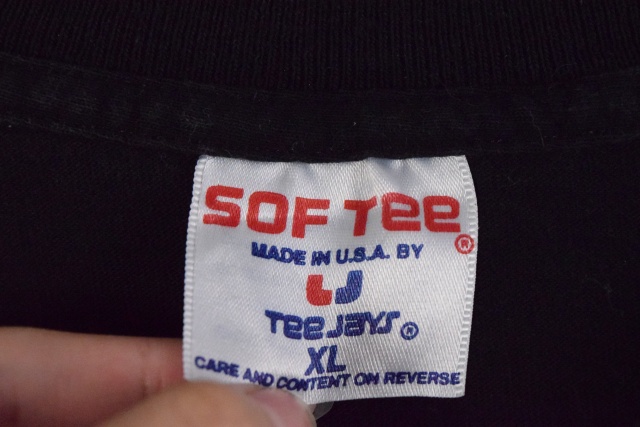 SOF TEE ®
MADE IN U.S.A. BY
TEE JAYS ®
XL
CARE AND CONTENT ON REVERSE